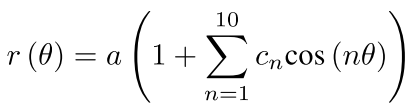 r (θ) = a ( 1 + ∑_{n=1}^{10} c_n cos (nθ) )